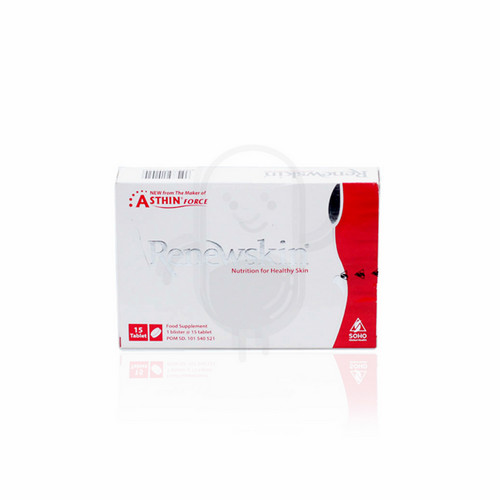 Renewskin
NEW from The Maker of
ASTHIN FORCE
Renewskin
Nutrition for Healthy Skin
15
Tablet
Food Supplement
1 blister @ 15 tablet
POM SD. 101 540 521
SOHO